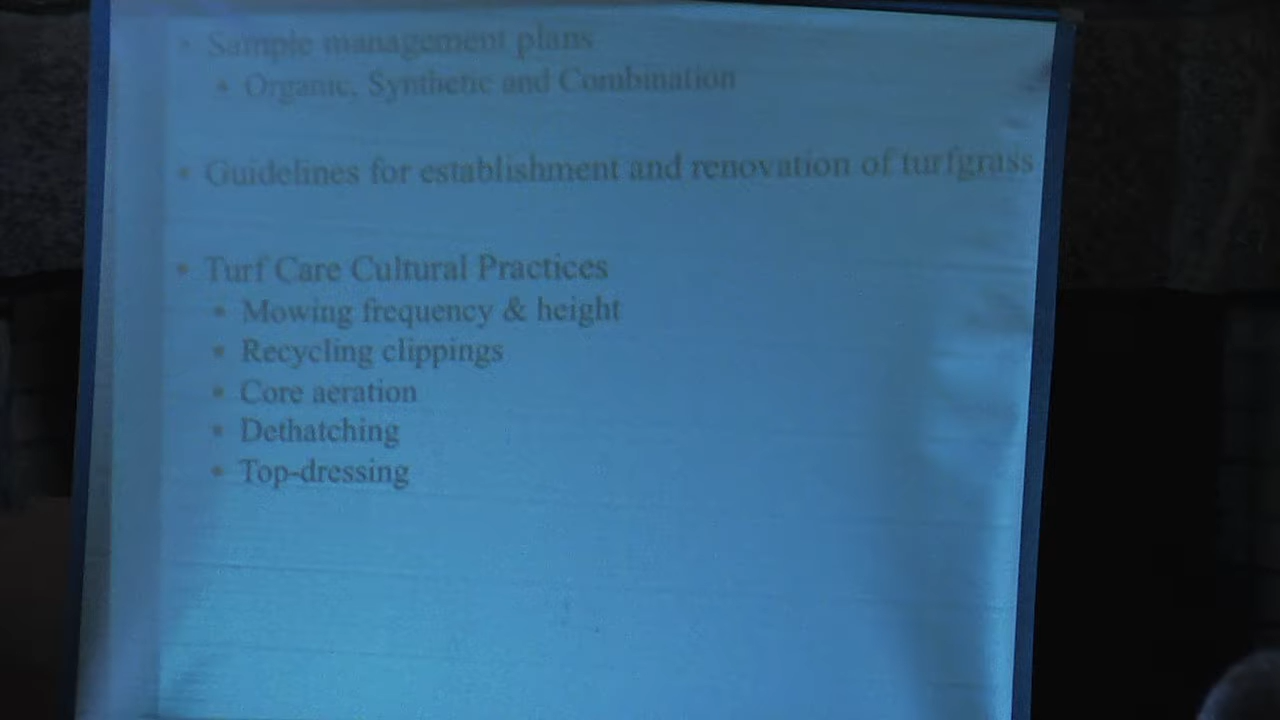 • Sample management plans
• Organic, Synthetic and Combination
• Guidelines for establishment and renovation of turfgrass
• Turf Care Cultural Practices
• Mowing frequency & height
• Recycling clippings
• Core aeration
• Dethatching
• Top-dressing